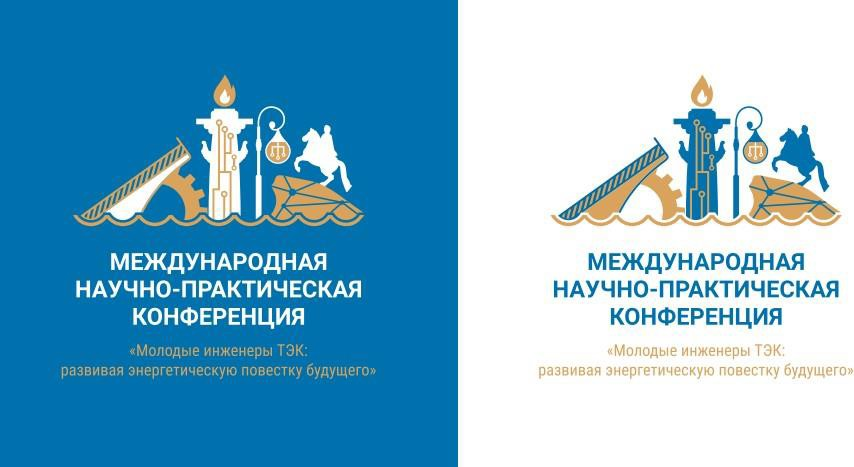 МЕЖДУНАРОДНАЯ
НАУЧНО-ПРАКТИЧЕСКАЯ
КОНФЕРЕНЦИЯ
«Молодые инженеры ТЭК:
развивая энергетическую повестку будущего»
МЕЖДУНАРОДНАЯ
НАУЧНО-ПРАКТИЧЕСКАЯ
КОНФЕРЕНЦИЯ
«Молодые инженеры ТЭК:
развивая энергетическую повестку будущего»